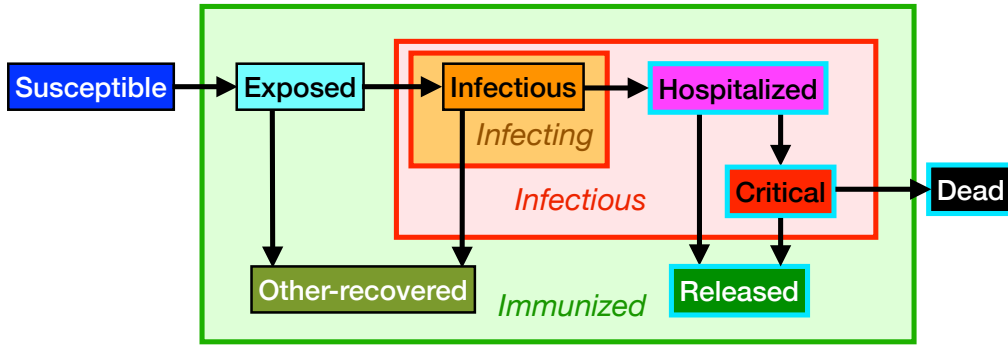 Susceptible
Exposed
Infectious
Hospitalized
Infecting
Infectious
Critical
Dead
Other-recovered
Immunized
Released